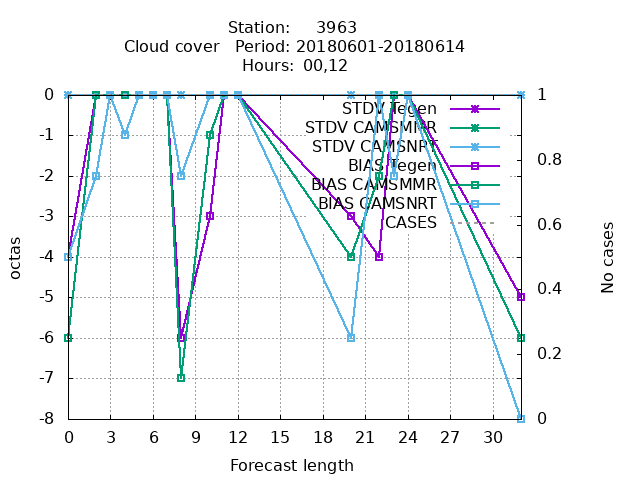 Station: 3963
Cloud cover Period: 20180601-20180614
Hours: 00,12
STDV Tegen
STDV CAMSMMR
STDV CAMSNRT
BIAS Tegen
BIAS CAMSMMR
BIAS CAMSNRT
CASES
octas
0
-1
-2
-3
-4
-5
-6
-7
-8
No cases
1
0.8
0.6
0.4
0.2
0
0 3 6 9 12 15 18 21 24 27 30
Forecast length